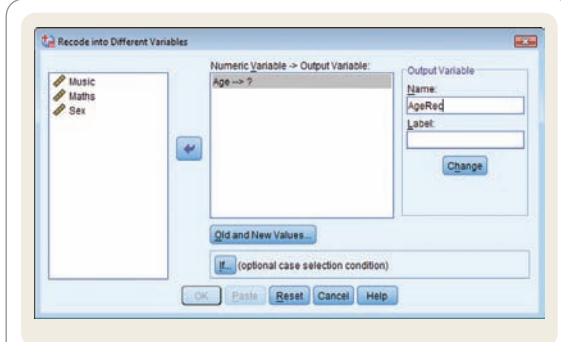 Recode into Different Variables
Music
Maths
Sex
Numeric Variable -> Output Variable:
Age --> ?
Output Variable
Name:
AgeRec
Label:
Change
Old and New Values...
If... (optional case selection condition)
OK Paste Reset Cancel Help